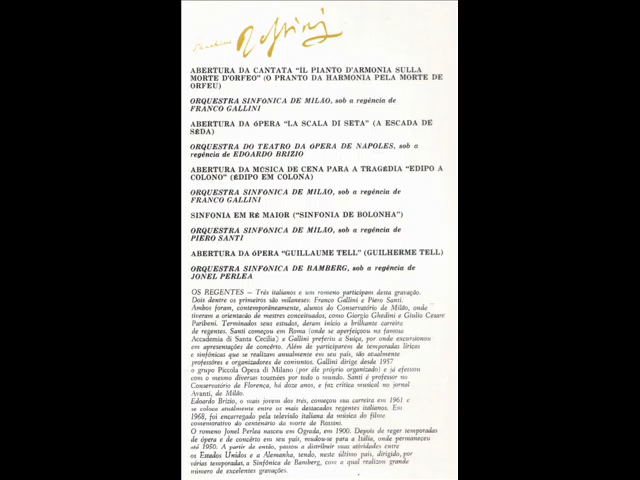 Rossini
ABERTURA DA CANTATA "IL PIANTO D'ARMONIA SULLA
MORTE D'ORFEO" (O PRANTO DA HARMONIA PELA MORTE DE
ORFEU)
ORQUESTRA SINFONICA DE MILÃO, sob a regência de
FRANCO GALLINI
ABERTURA DA ÓPERA "LA SCALA DI SETA" (A ESCADA DE
SÊDA)
ORQUESTRA DO TEATRO DA ÓPERA DE NAPOLES, sob a
regência de EDOARDO BRIZIO
ABERTURA DA MÚSICA DE CENA PARA A TRAGÉDIA "EDIPO A
COLONO" (ÉDIPO EM COLONA)
ORQUESTRA SINFÔNICA DE MILÃO, sob a regência de
FRANCO GALLINI
SINFONIA EM RÉ MAIOR ("SINFONIA DE BOLONHA")
ORQUESTRA SINFÔNICA DE MILÃO, sob a regência de
PIERO SANTI
ABERTURA DA ÓPERA "GUILLAUME TELL" (GUILHERME TELL)
ORQUESTRA SINFÔNICA DE BAMBERG, sob a regência de
JONEL PERLEA
OS REGENTES — Três italianos e um romeno participam desta gravação.
Dois dentre os primeiros são milaneses: Franco Gallini e Piero Santi.
Ambos foram, contemporâneamente, alunos do Conservatório de Milão, onde
tiveram a orientação de mestres conceituados, como Giorgio Ghedini e Giulio Cesare
Paribeni. Terminados seus estudos, deram início a brilhante carreira
de regentes. Santi começou em Roma (onde se aperfeiçoou na famosa
Accademia di Santa Cecilia) e Gallini preferiu a Suíça, por onde excursionou
em apresentações de concêrto. Além de participarem de temporadas líricas
e sinfônicas que se realizam anualmente em seu país, são atualmente
professôres e organizadores de conjuntos. Gallini dirige desde 1957
o grupo Piccola Opera di Milano (por êle próprio organizado) e já efetuou
com o mesmo diversas tournées por todo o mundo. Santi é professor no
Conservatório de Florença, há doze anos, e faz crítica musical no jornal
Avanti, de Milão.
Edoardo Brizio, o mais jovem dos três, começou sua carreira em 1961 e
se coloca atualmente entre os mais destacados regentes italianos. Em
1968, foi encarregado pela televisão italiana da música do filme
comemorativo do centenário da morte de Rossini.
O romeno Jonel Perlea nasceu em Ograda, em 1900. Depois de reger temporadas
de ópera e de concêrto em seu país, mudou-se para a Itália, onde permaneceu
até 1950. A partir de então, passou a distribuir suas atividades entre
os Estados Unidos e a Alemanha, tendo, neste último país, dirigido, por
várias temporadas, a Sinfônica de Bamberg, com a qual realizou grande
número de excelentes gravações.